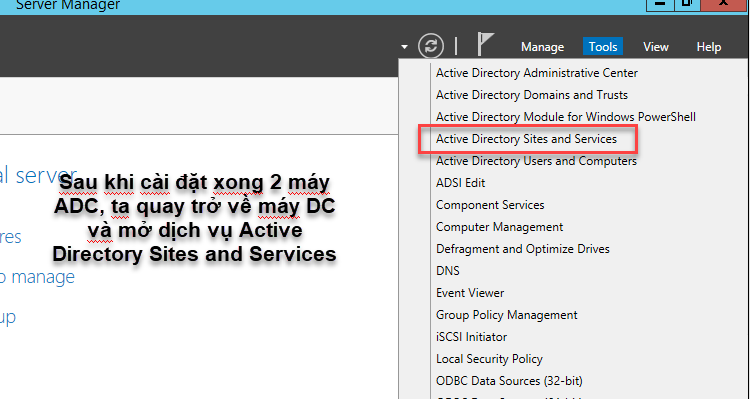 Server Manager
Manage Tools View Help
Active Directory Administrative Center
Active Directory Domains and Trusts
Active Directory Module for Windows PowerShell
Active Directory Sites and Services
Active Directory Users and Computers
ADSI Edit
Component Services
Computer Management
Defragment and Optimize Drives
DNS
Event Viewer
Group Policy Management
iSCSI Initiator
Local Security Policy
ODBC Data Sources (32-bit)
al server
Sau khi cài đặt xong 2 máy
ADC, ta quay trở về máy DC
và mở dịch vụ Active
Directory Sites and Services
res
o manage
up